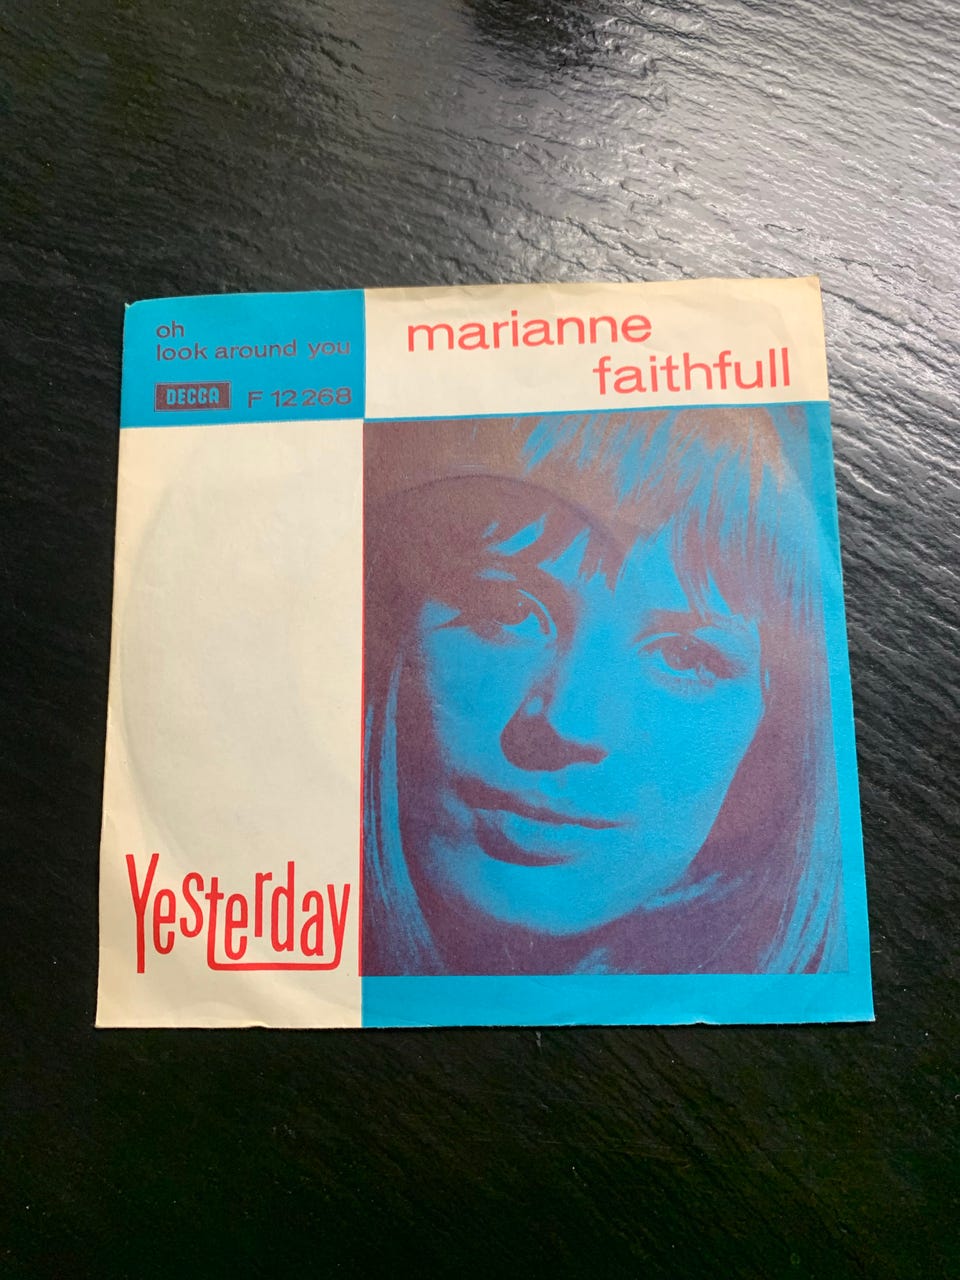 oh
look around you
DECCA F 12 268
marianne
faithfull
Yesterday